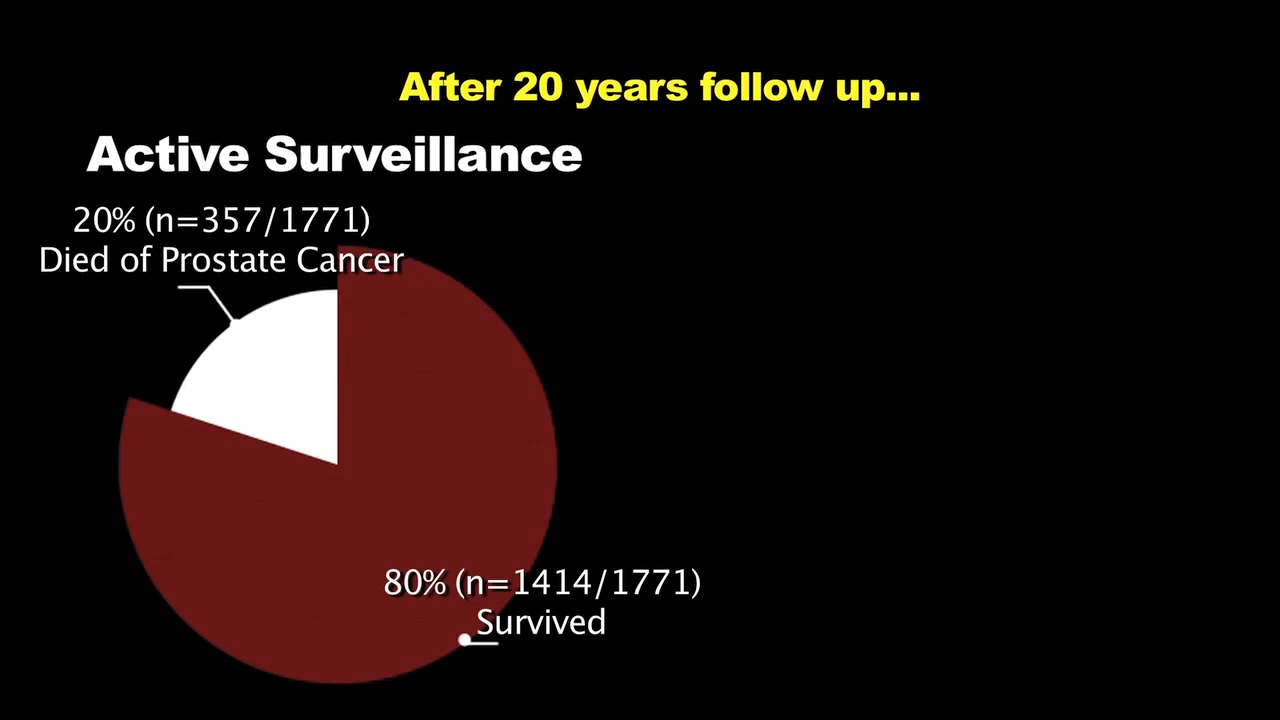 After 20 years follow up...
Active Surveillance
20% (n=357/1771)
Died of Prostate Cancer
80% (n=1414/1771)
Survived